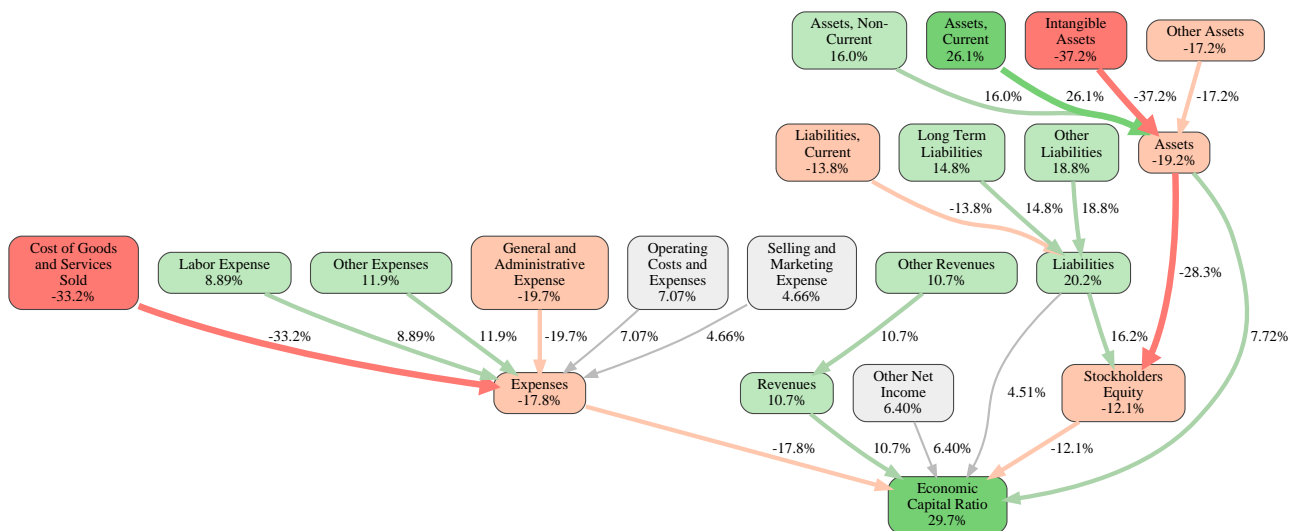 Assets, Non-
Current
16.0%
Assets,
Current
26.1%
Intangible
Assets
-37.2%
Other Assets
-17.2%
16.0%
26.1%
-37.2%
-17.2%
Liabilities,
Current
-13.8%
Long Term
Liabilities
14.8%
Other
Liabilities
18.8%
Assets
-19.2%
-13.8%
14.8%
18.8%
Cost of Goods
and Services
Sold
-33.2%
Labor Expense
8.89%
Other Expenses
11.9%
General and
Administrative
Expense
-19.7%
Operating
Costs and
Expenses
7.07%
Selling and
Marketing
Expense
4.66%
Other Revenues
10.7%
Liabilities
20.2%
-28.3%
-33.2%
8.89%
11.9%
-19.7%
7.07%
4.66%
10.7%
16.2%
7.72%
Expenses
-17.8%
Revenues
10.7%
Other Net
Income
6.40%
4.51%
Stockholders
Equity
-12.1%
-17.8%
10.7%
6.40%
-12.1%
Economic
Capital Ratio
29.7%